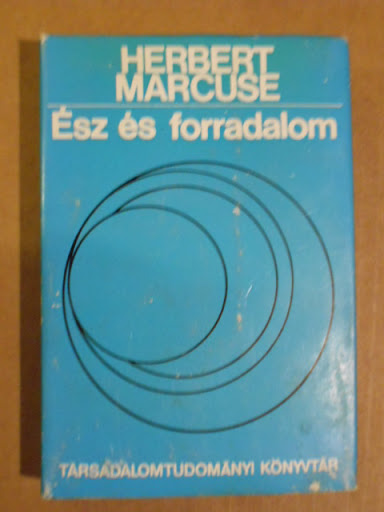 HERBERT
MARCUSE
Ész és forradalom
TÁRSADALOMTUDOMÁNYI KÖNYVTÁR